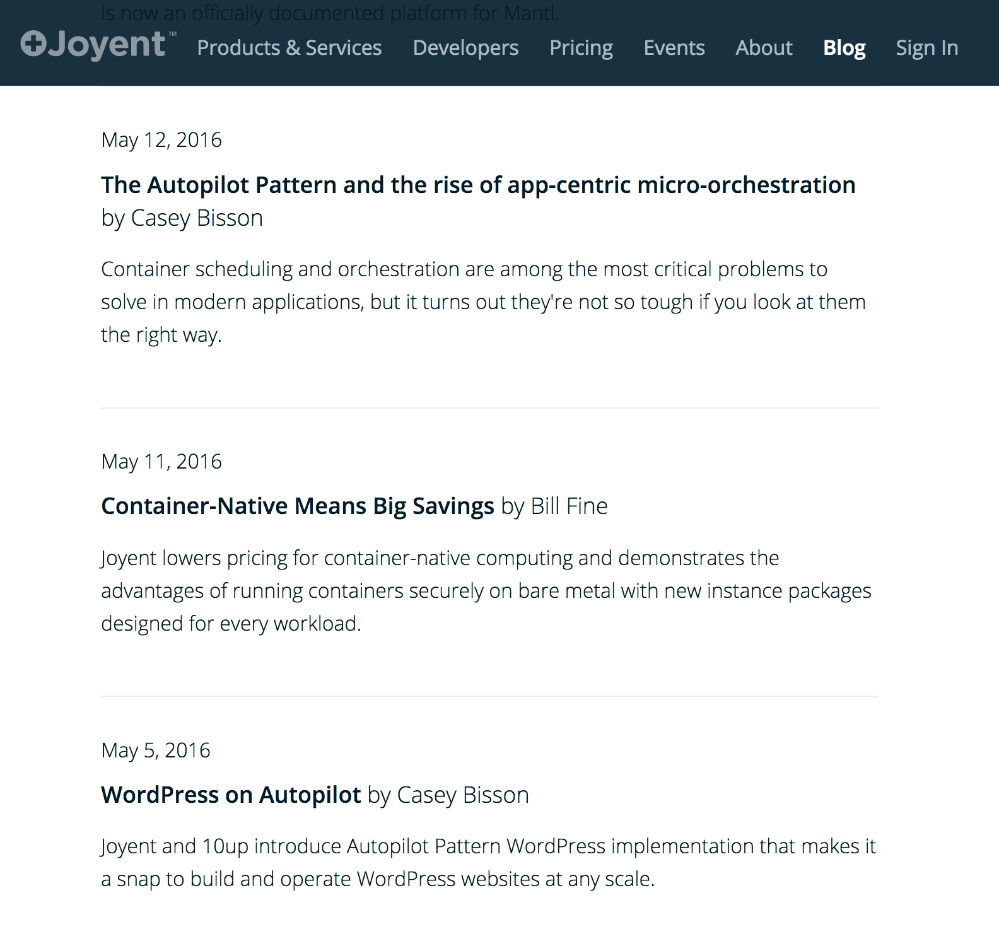 is now an officially documented platform for Mantl.
Joyent™ Products & Services Developers Pricing Events About Blog Sign In
May 12, 2016
The Autopilot Pattern and the rise of app-centric micro-orchestration
by Casey Bisson
Container scheduling and orchestration are among the most critical problems to
solve in modern applications, but it turns out they're not so tough if you look at them
the right way.
May 11, 2016
Container-Native Means Big Savings by Bill Fine
Joyent lowers pricing for container-native computing and demonstrates the
advantages of running containers securely on bare metal with new instance packages
designed for every workload.
May 5, 2016
WordPress on Autopilot by Casey Bisson
Joyent and 10up introduce Autopilot Pattern WordPress implementation that makes it
a snap to build and operate WordPress websites at any scale.